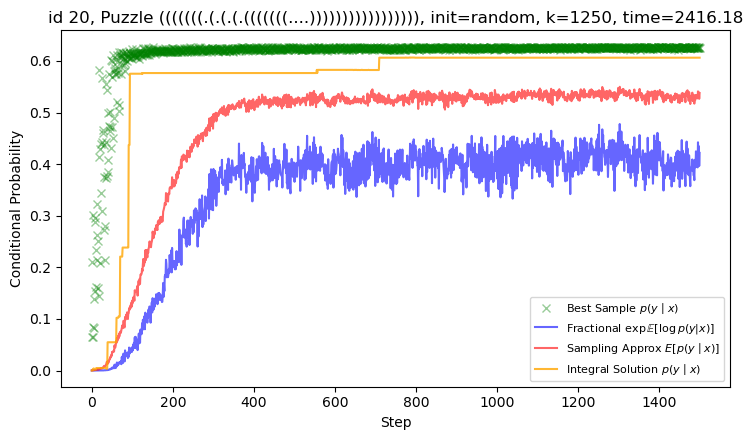 id 20, Puzzle (((((((.(.(.(.(((((((....))))))))))))))))), init=random, k=1250, time=2416.18
Conditional Probability
0.6
0.5
0.4
0.3
0.2
0.1
0.0
Best Sample p(y | x)
Fractional exp𝔼[log p(y|x)]
Sampling Approx E[p(y | x)]
Integral Solution p(y | x)
0 200 400 600 800 1000 1200 1400
Step